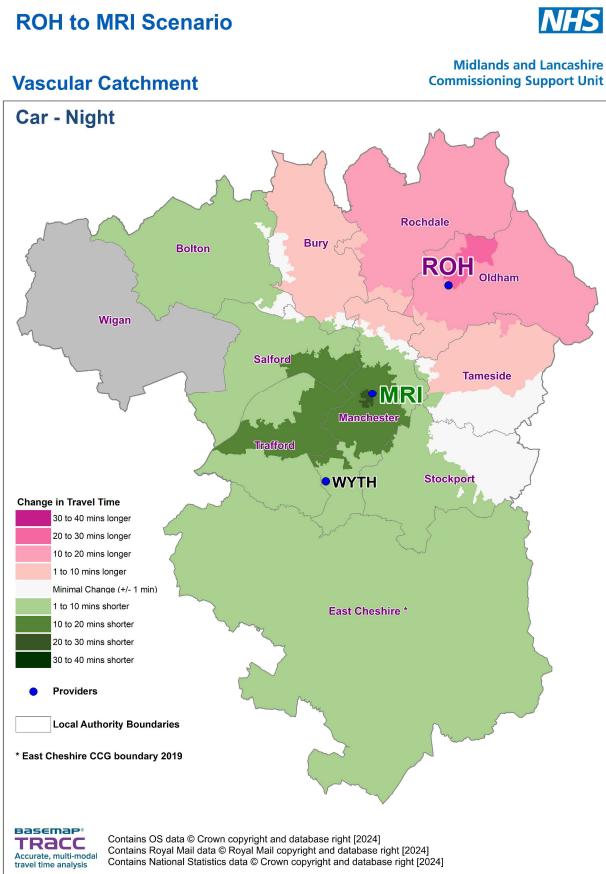 ROH to MRI Scenario
NHS
Midlands and Lancashire
Commissioning Support Unit
Vascular Catchment
Car - Night
Rochdale
Bury
Bolton
ROH
Oldham
Wigan
Salford
Tameside
MRI
Manchester
Trafford
Stockport
WYTH
Change in Travel Time
30 to 40 mins longer
20 to 30 mins longer
10 to 20 mins longer
1 to 10 mins longer
Minimal Change (+/- 1 min)
1 to 10 mins shorter
10 to 20 mins shorter
20 to 30 mins shorter
30 to 40 mins shorter
East Cheshire *
Providers
Local Authority Boundaries
* East Cheshire CCG boundary 2019
BASEMAP®
TRACC
Accurate, multi-modal
travel time analysis
Contains OS data © Crown copyright and database right [2024]
Contains Royal Mail data © Royal Mail copyright and database right [2024]
Contains National Statistics data © Crown copyright and database right [2024]